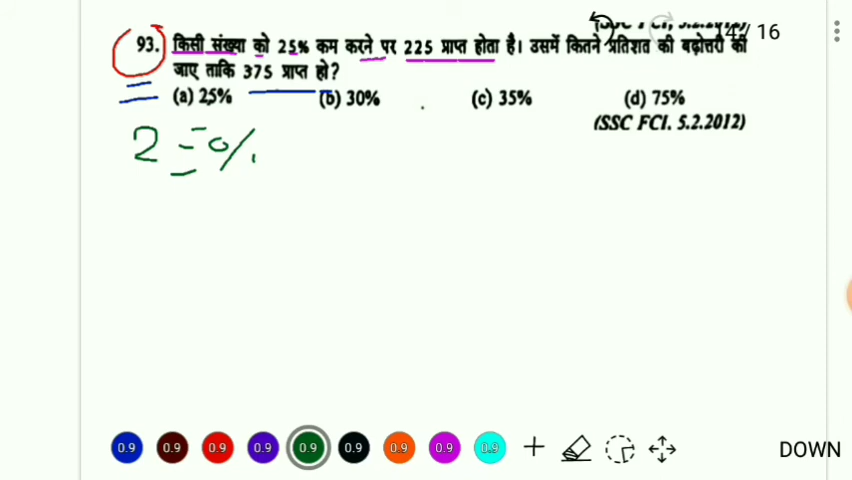 14 / 16
93. किसी संख्या को 25% कम करने पर 225 प्राप्त होता है। उसमें कितने प्रतिशत की बढ़ोत्तरी की
जाए ताकि 375 प्राप्त हो?
(a) 25% (b) 30% (c) 35% (d) 75%
(SSC FCI. 5.2.2012)
0.9 0.9 0.9 0.9 0.9 0.9 0.9 0.9 0.9 DOWN